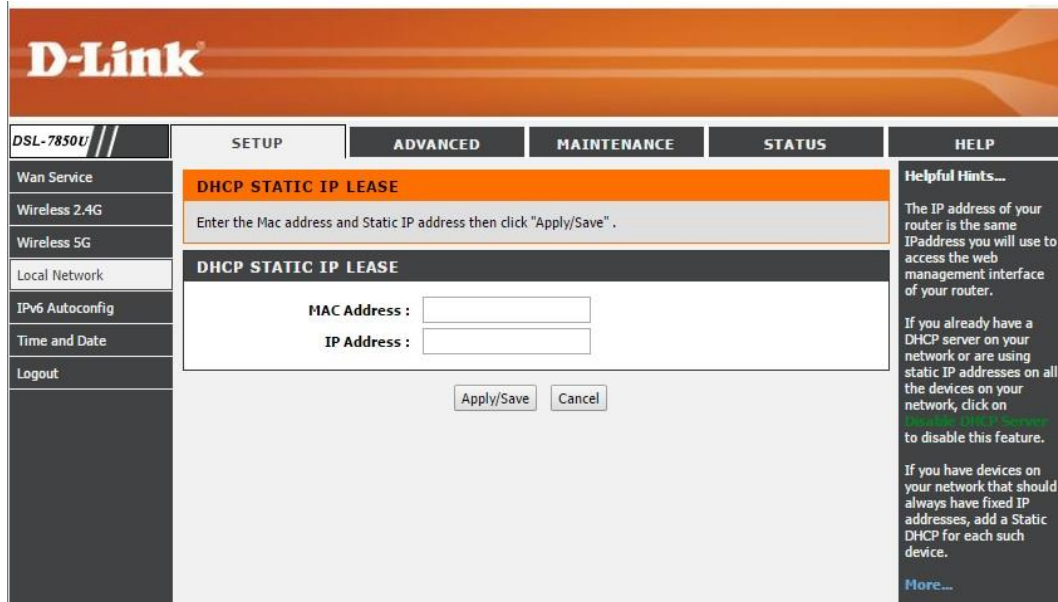 D-Link
DSL-7850U
SETUP
ADVANCED
MAINTENANCE
STATUS
HELP
Wan Service
Wireless 2.4G
Wireless 5G
Local Network
IPv6 Autoconfig
Time and Date
Logout
DHCP STATIC IP LEASE
Enter the Mac address and Static IP address then click "Apply/Save" .
DHCP STATIC IP LEASE
MAC Address :
IP Address :
Apply/Save
Cancel
Helpful Hints...
The IP address of your
router is the same
IPaddress you will use to
access the web
management interface
of your router.
If you already have a
DHCP server on your
network or are using
static IP addresses on all
the devices on your
network, click on
Disable DHCP Server
to disable this feature.
If you have devices on
your network that should
always have fixed IP
addresses, add a Static
DHCP for each such
device.
More...